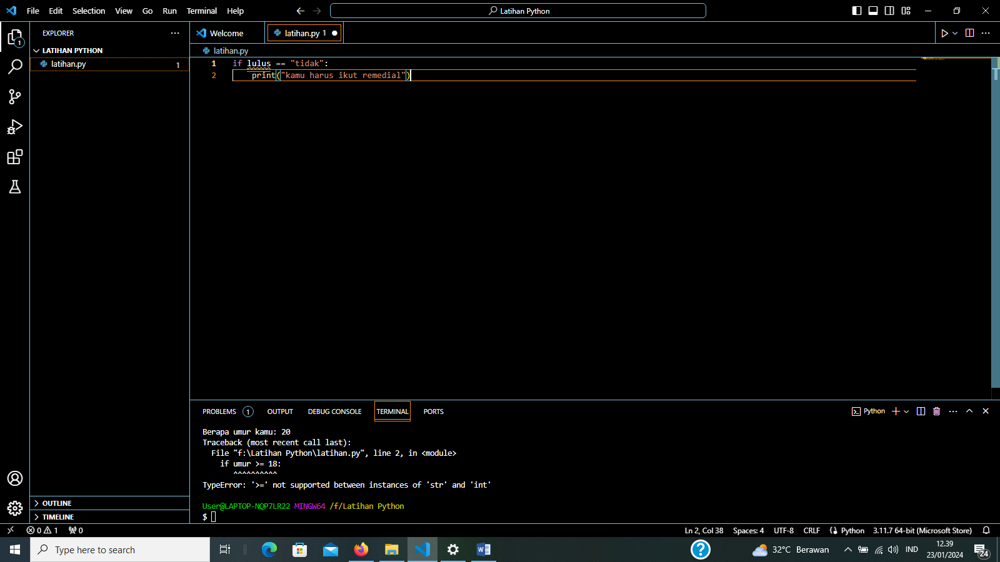 File Edit Selection View Go Run Terminal Help
Latihan Python
EXPLORER
LATIHAN PYTHON
latihan.py 1
Welcome
latihan.py 1
latihan.py
1 if lulus == "tidak":
2 print("kamu harus ikut remedial")
1
PROBLEMS 1 OUTPUT DEBUG CONSOLE TERMINAL PORTS
Python
Berapa umur kamu: 20
Traceback (most recent call last):
File "f:\Latihan Python\latihan.py", line 2, in <module>
if umur >= 18:
^^^^^^^^^^
TypeError: '>=' not supported between instances of 'str' and 'int'
User@LAPTOP-NQP7LR22 MINGW64 /f/Latihan Python
$
OUTLINE
TIMELINE
0 1 0
Ln 2, Col 38 Spaces: 4 UTF-8 CRLF Python 3.11.7 64-bit (Microsoft Store)
Type here to search
32°C Berawan
IND
12.39
23/01/2024
24